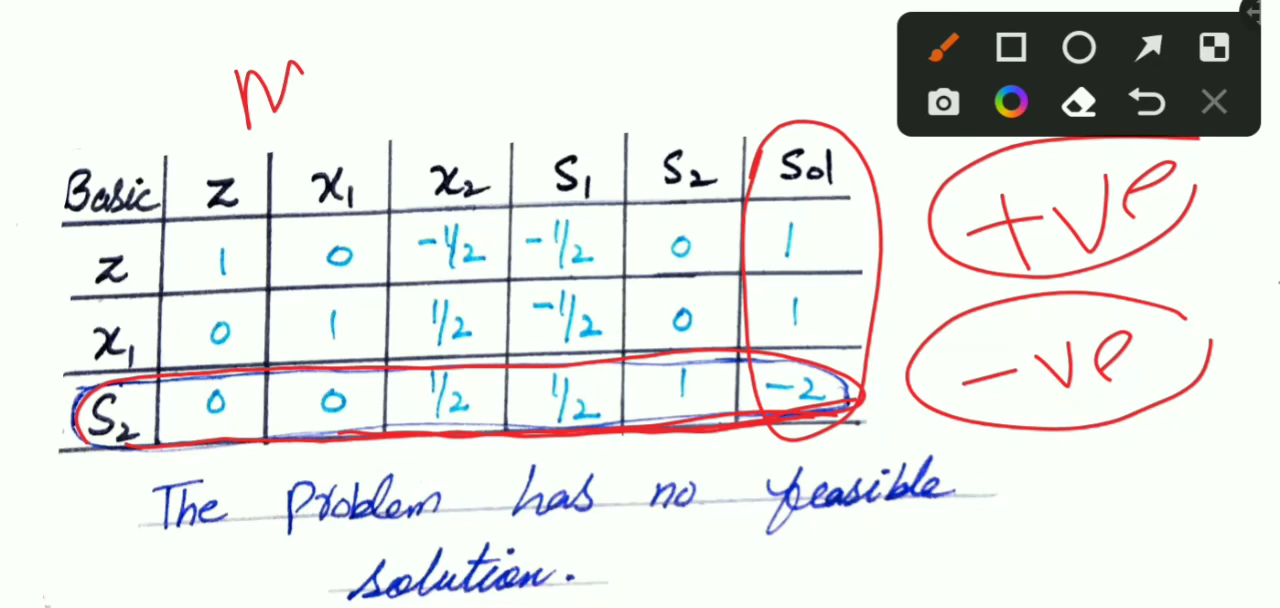 N
Basic z x₁ x₂ S₁ S₂ Sol
z 1 0 -1/2 -1/2 0 1
x₁ 0 1 1/2 -1/2 0 1
S₂ 0 0 1/2 1/2 1 -2
+ve
-ve
The problem has no feasible
solution.